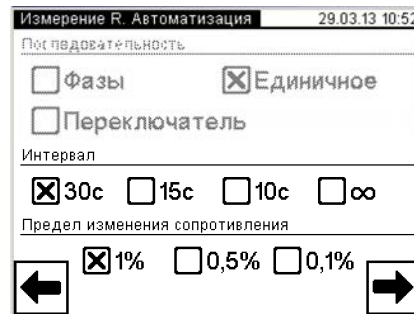 Измерение R. Автоматизация 29.03.13 10:52
Последовательность
Фазы Единичное
Переключатель
Интервал
30с 15с 10с ∞
Предел изменения сопротивления
1% 0,5% 0,1%